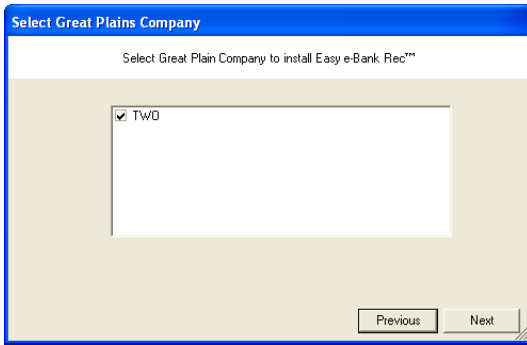 Select Great Plains Company
Select Great Plain Company to install Easy e-Bank Rec™
TWO
Previous Next